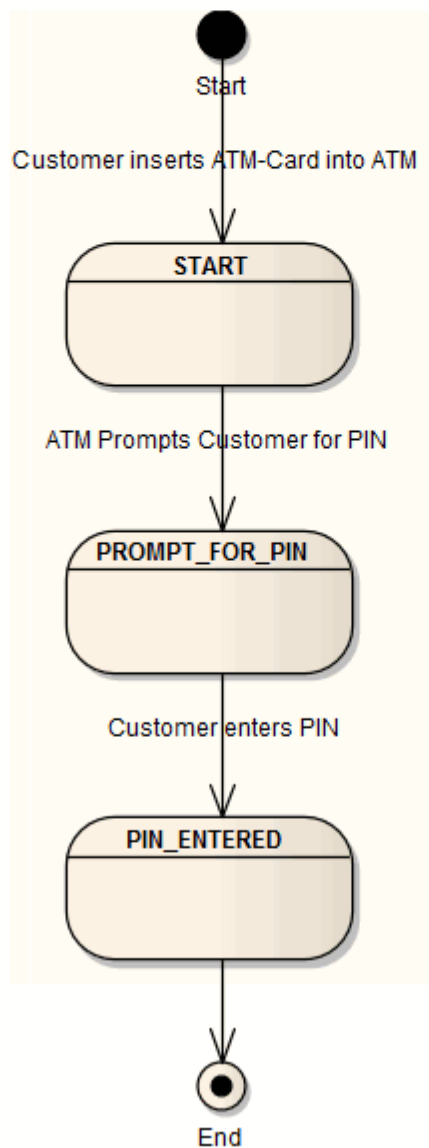 Start
Customer inserts ATM-Card into ATM
START
ATM Prompts Customer for PIN
PROMPT_FOR_PIN
Customer enters PIN
PIN_ENTERED
End